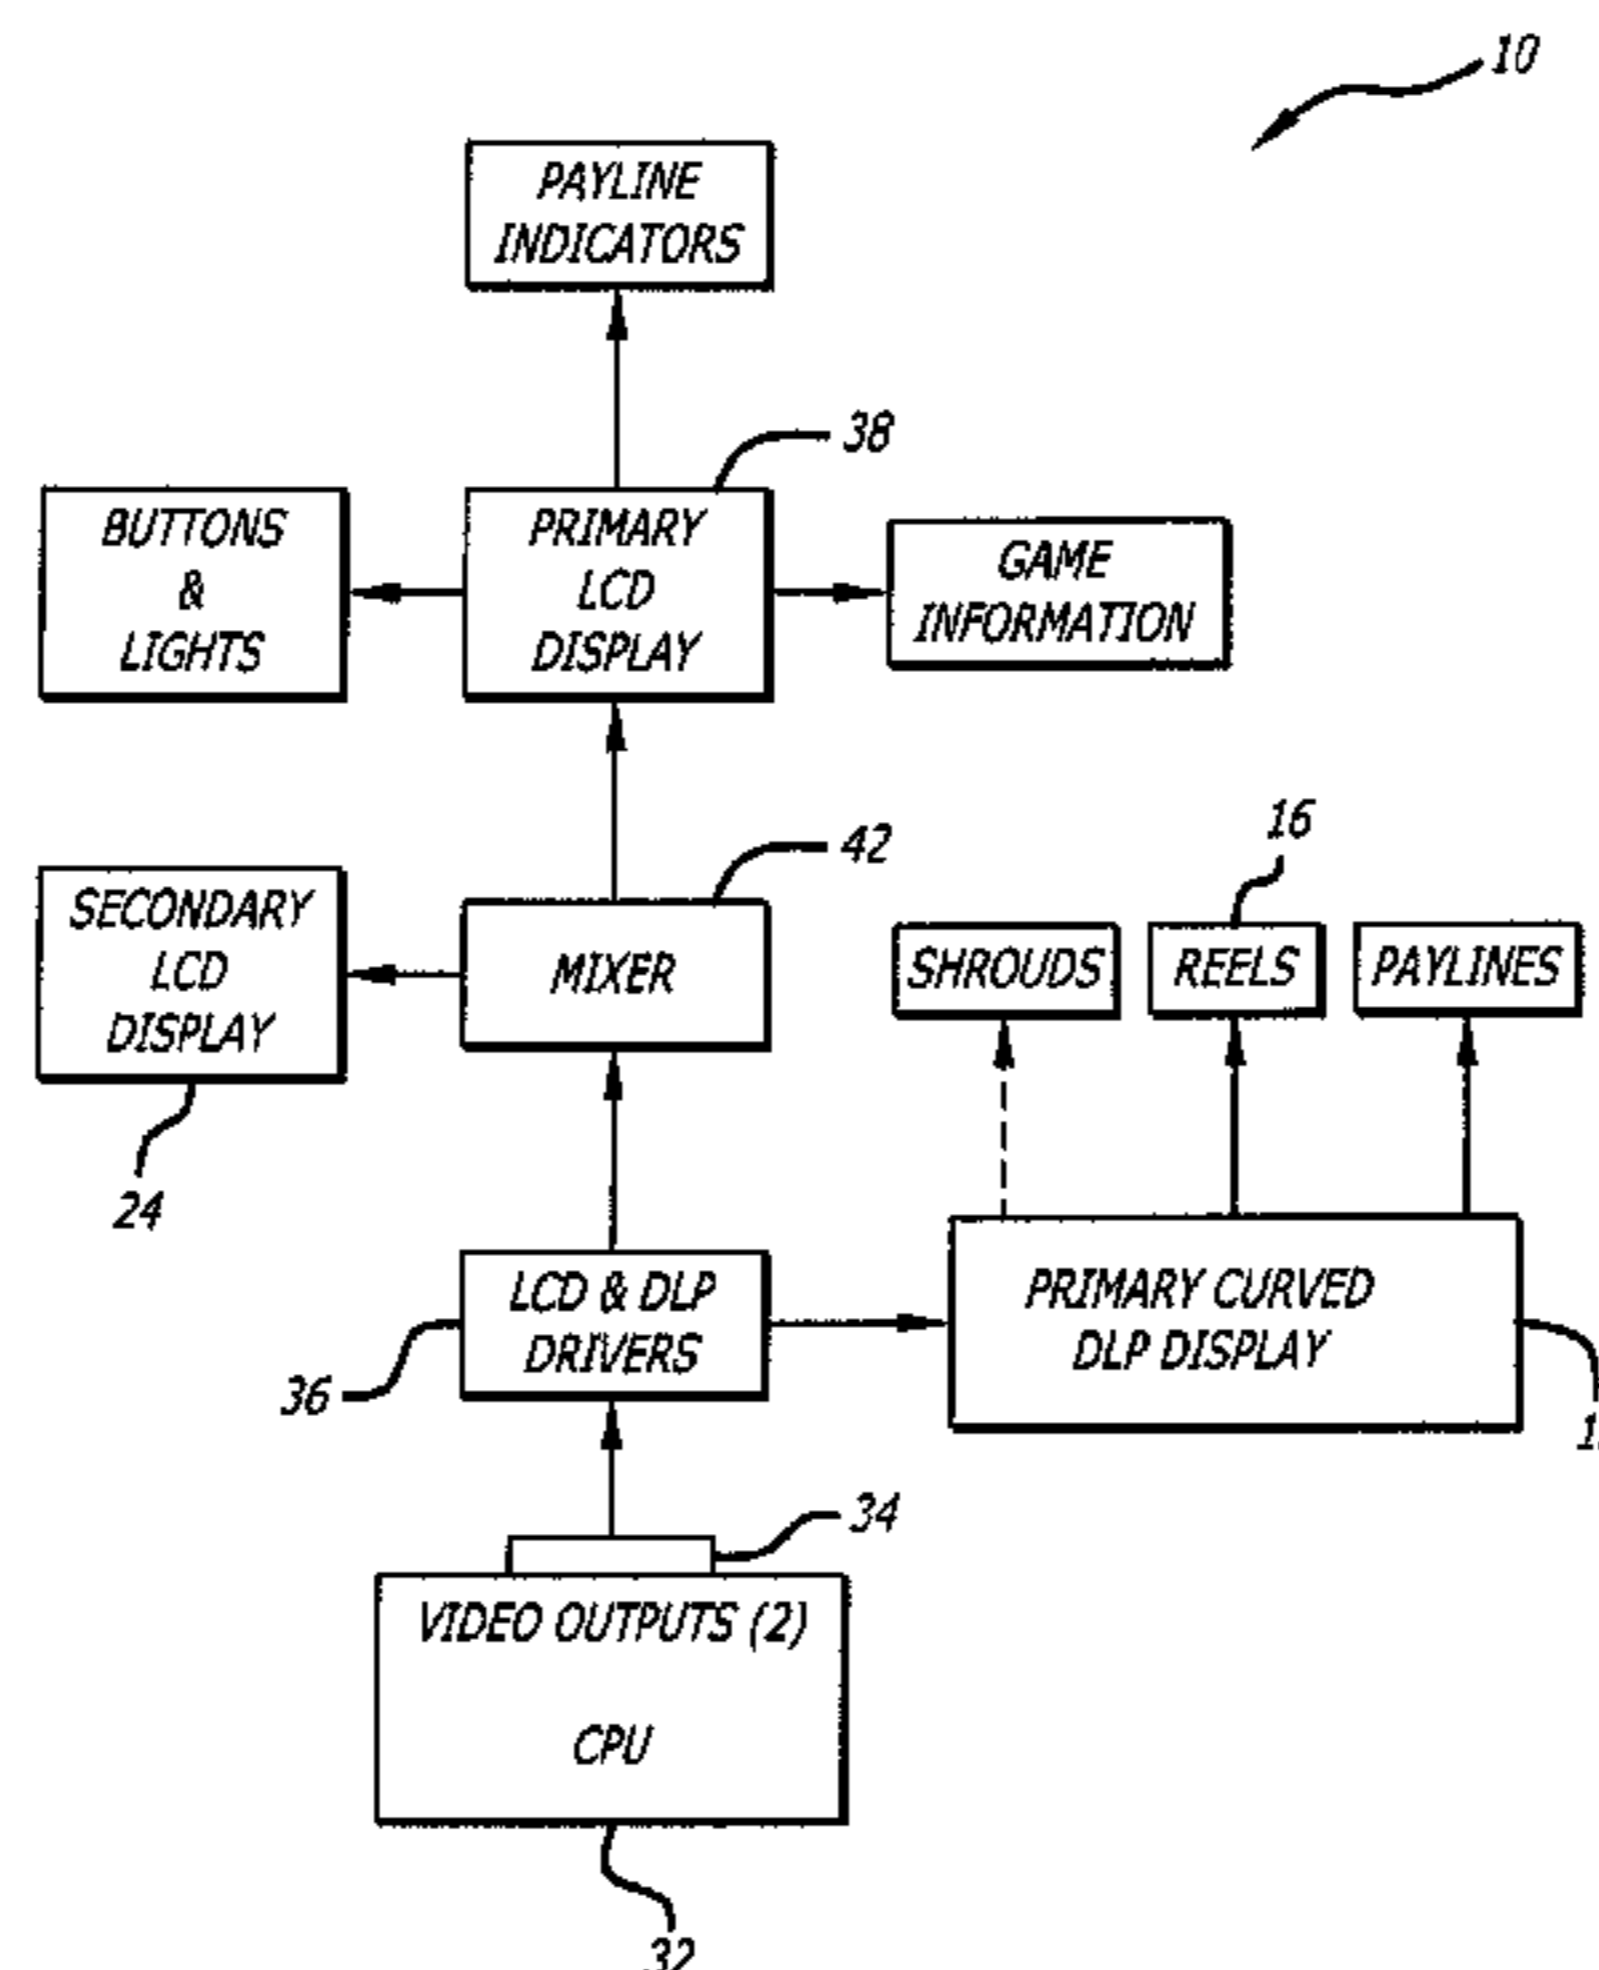 10
PAYLINE
INDICATORS
38
BUTTONS
&
LIGHTS
PRIMARY
LCD
DISPLAY
GAME
INFORMATION
42
16
SECONDARY
LCD
DISPLAY
MIXER
SHROUDS
REELS
PAYLINES
24
LCD & DLP
DRIVERS
PRIMARY CURVED
DLP DISPLAY
36
34
VIDEO OUTPUTS (2)
CPU
32